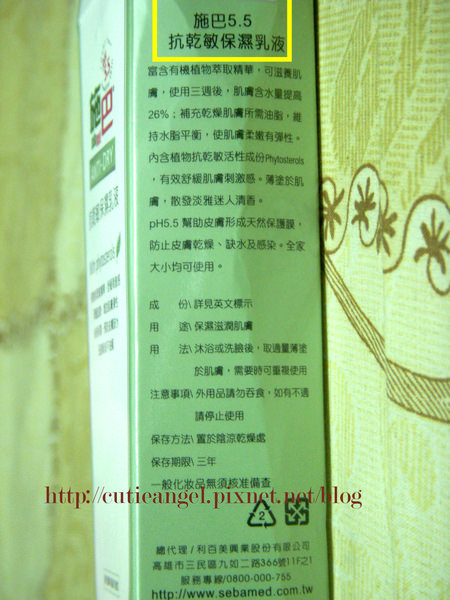 施巴5.5
抗乾敏保濕乳液
富含有機植物萃取精華，可滋養肌
膚，使用三週後，肌膚含水量提高
26%；補充乾燥肌膚所需油脂，維
持水脂平衡，使肌膚柔嫩有彈性。
內含植物抗乾敏活性成份Phytosterols
，有效舒緩肌膚刺激感。薄塗於肌
膚，散發淡雅迷人清香。
pH5.5 幫助皮膚形成天然保護膜，
防止皮膚乾燥、缺水及感染。全家
大小均可使用。
成　份\詳見英文標示
用　途\保濕滋潤肌膚
用　法\沐浴或洗臉後，取適量薄塗
於肌膚，需要時可重複使用
注意事項\外用品請勿吞食，如有不適
請停止使用
保存方法\置於陰涼乾燥處
保存期限\三年
一般化妝品無須核准備查
http://cutieangel.pixnet.net/blog
2
總代理/利百美興業股份有限公司
高雄市三民區九如二路366號11F21
服務專線/0800-000-755
http://www.sebamed.com.tw
施巴
ANTI-DRY
抗乾敏保濕乳液
With phytosterols